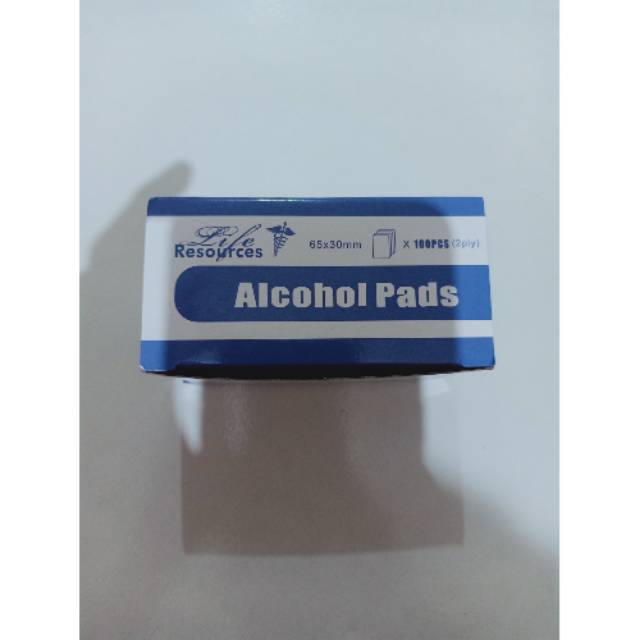 Life
Resources
65x30mm X 100PCS (2ply)
Alcohol Pads